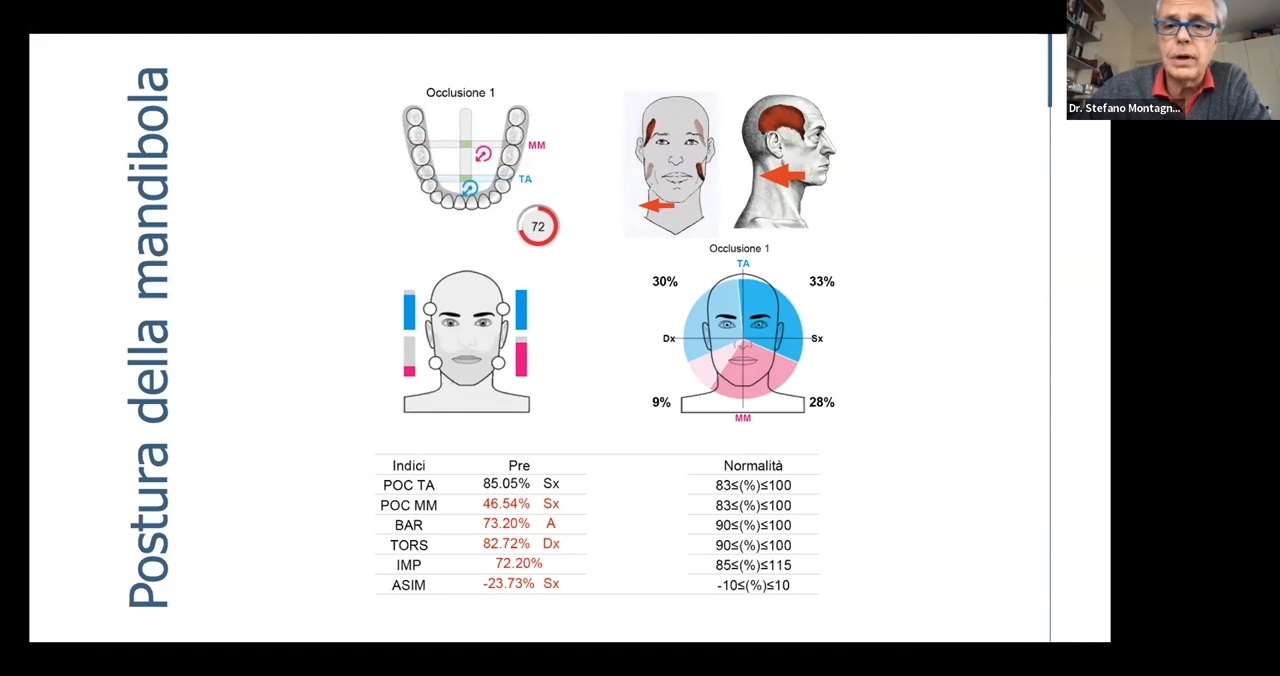 Postura della mandibola
Occlusione 1
MM
TA
72
Dr. Stefano Montagn...
Occlusione 1
TA
30% 33%
Dx Sx
9% 28%
MM
Indici Pre Normalità
POC TA 85.05% Sx 83≤(%)≤100
POC MM 46.54% Sx 83≤(%)≤100
BAR 73.20% A 90≤(%)≤100
TORS 82.72% Dx 90≤(%)≤100
IMP 72.20% 85≤(%)≤115
ASIM -23.73% Sx -10≤(%)≤10